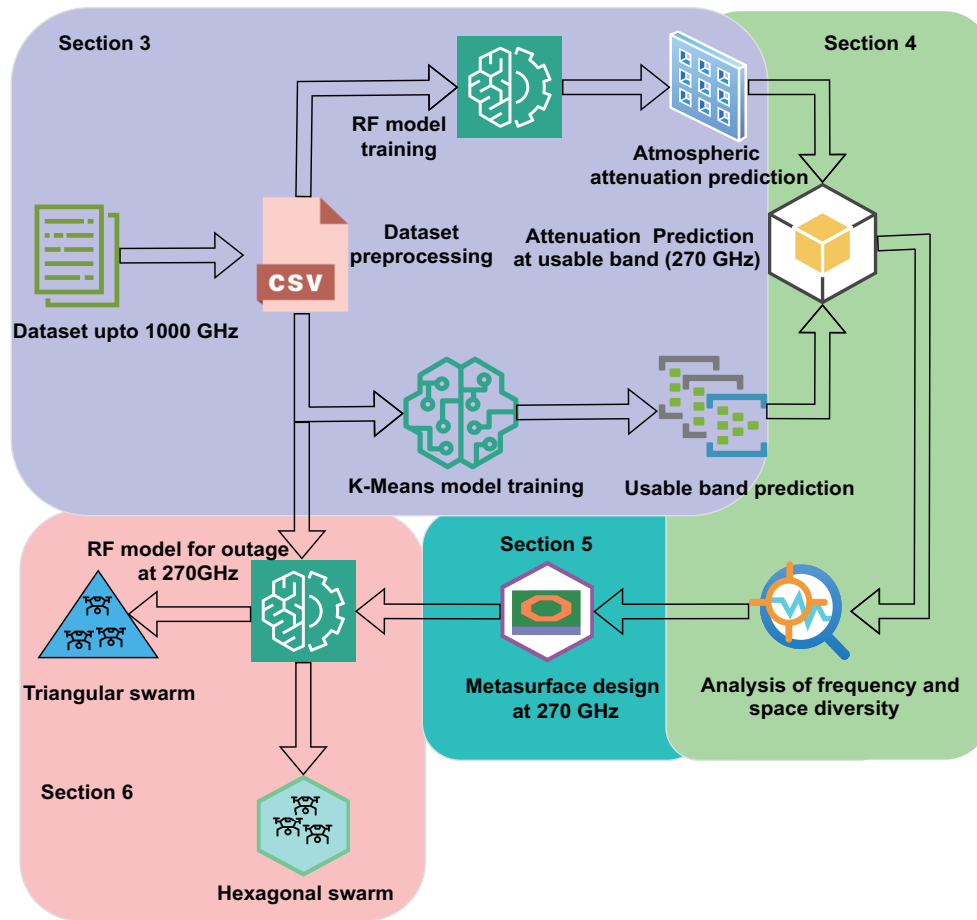 Section 3
Section 4
RF model
training
Atmospheric
attenuation prediction
Dataset
preprocessing
Attenuation Prediction
at usable band (270 GHz)
CSV
Dataset upto 1000 GHz
K-Means model training
Usable band prediction
RF model for outage
at 270GHz
Section 5
Triangular swarm
Metasurface design
at 270 GHz
Analysis of frequency and
space diversity
Section 6
Hexagonal swarm